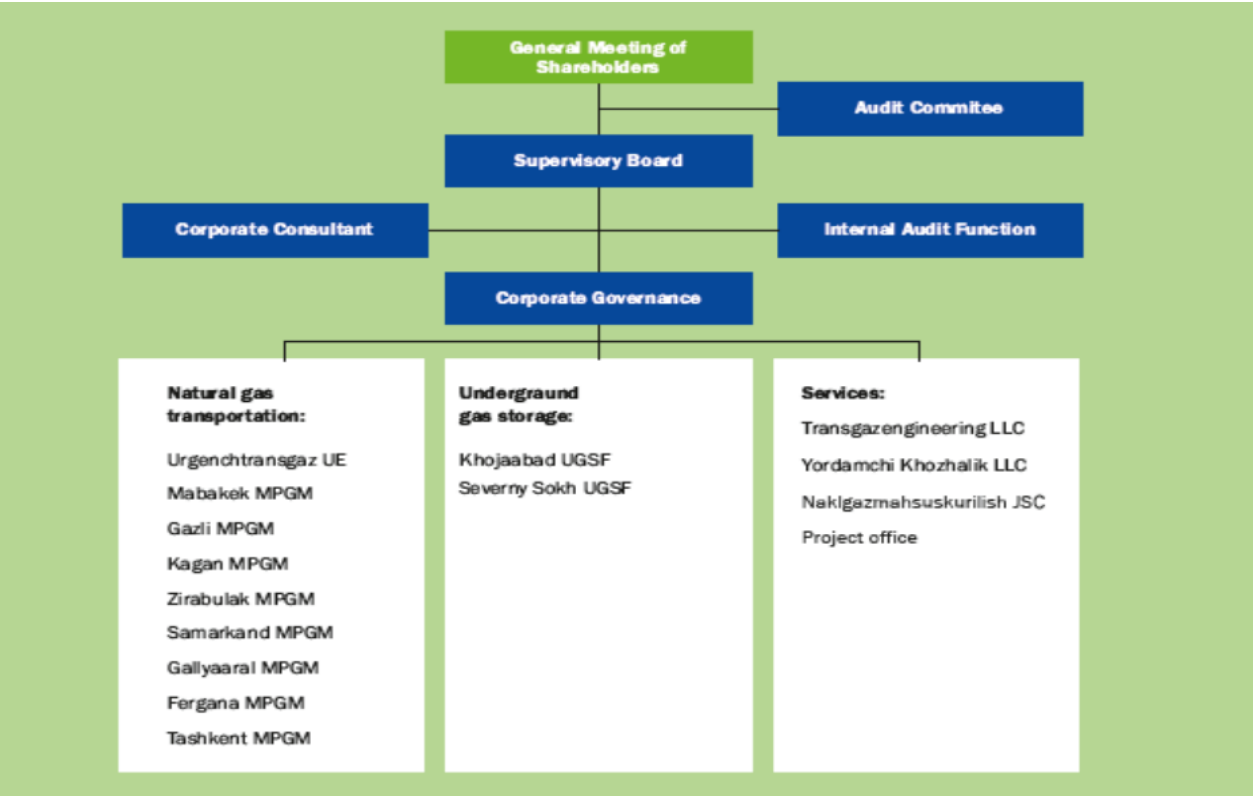 General Meeting of
Shareholders
Audit Commitee
Supervisory Board
Corporate Consultant
Internal Audit Function
Corporate Governance
Natural gas
transportation:
Urgenchtransgaz UE
Mabakek MPGM
Gazli MPGM
Kagan MPGM
Zirabulak MPGM
Samarkand MPGM
Gallyaaral MPGM
Fergana MPGM
Tashkent MPGM
Undergraund
gas storage:
Khojaabad UGSF
Severny Sokh UGSF
Services:
Transgazengineering LLC
Yordamchi Khozhalik LLC
Naklgazmahsuskurilish JSC
Project office